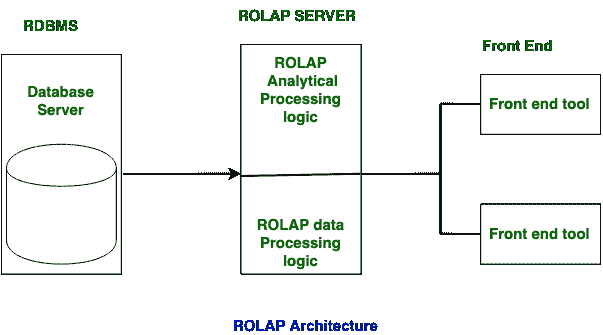 RDBMS
Database
Server
ROLAP SERVER
ROLAP
Analytical
Processing
logic
ROLAP data
Processing
logic
Front End
Front end tool
Front end tool
ROLAP Architecture